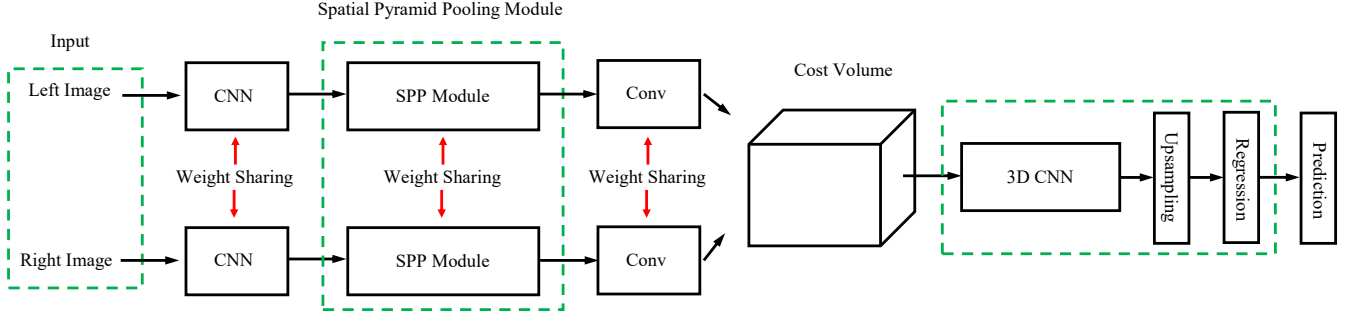 Spatial Pyramid Pooling Module
Input
Cost Volume
Left Image
CNN
SPP Module
Conv
Weight Sharing
Weight Sharing
Weight Sharing
3D CNN
Upsampling
Regression
Prediction
Right Image
CNN
SPP Module
Conv